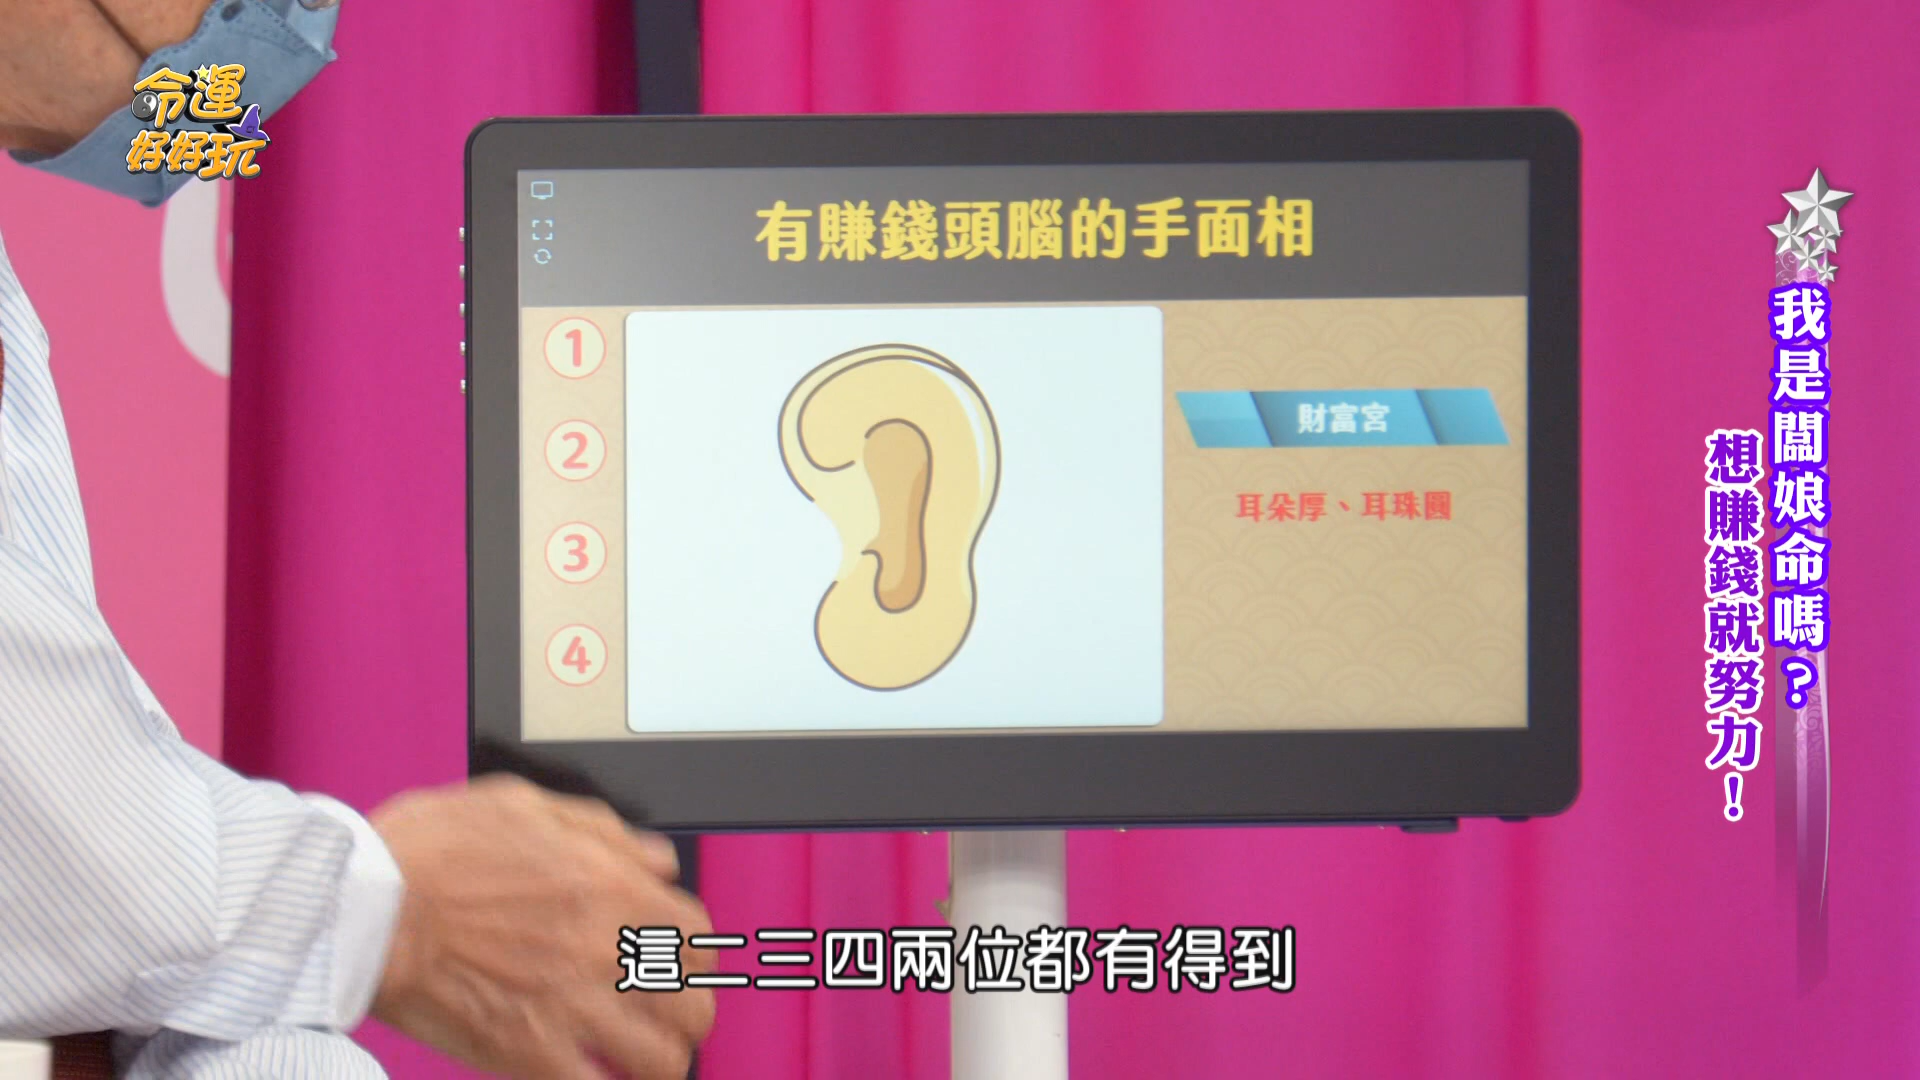 命運
好好玩
有賺錢頭腦的手面相
1
2
3
4
財富宮
耳朵厚、耳珠圓
我是闆娘命嗎?
想賺錢就努力!
這二三四兩位都有得到